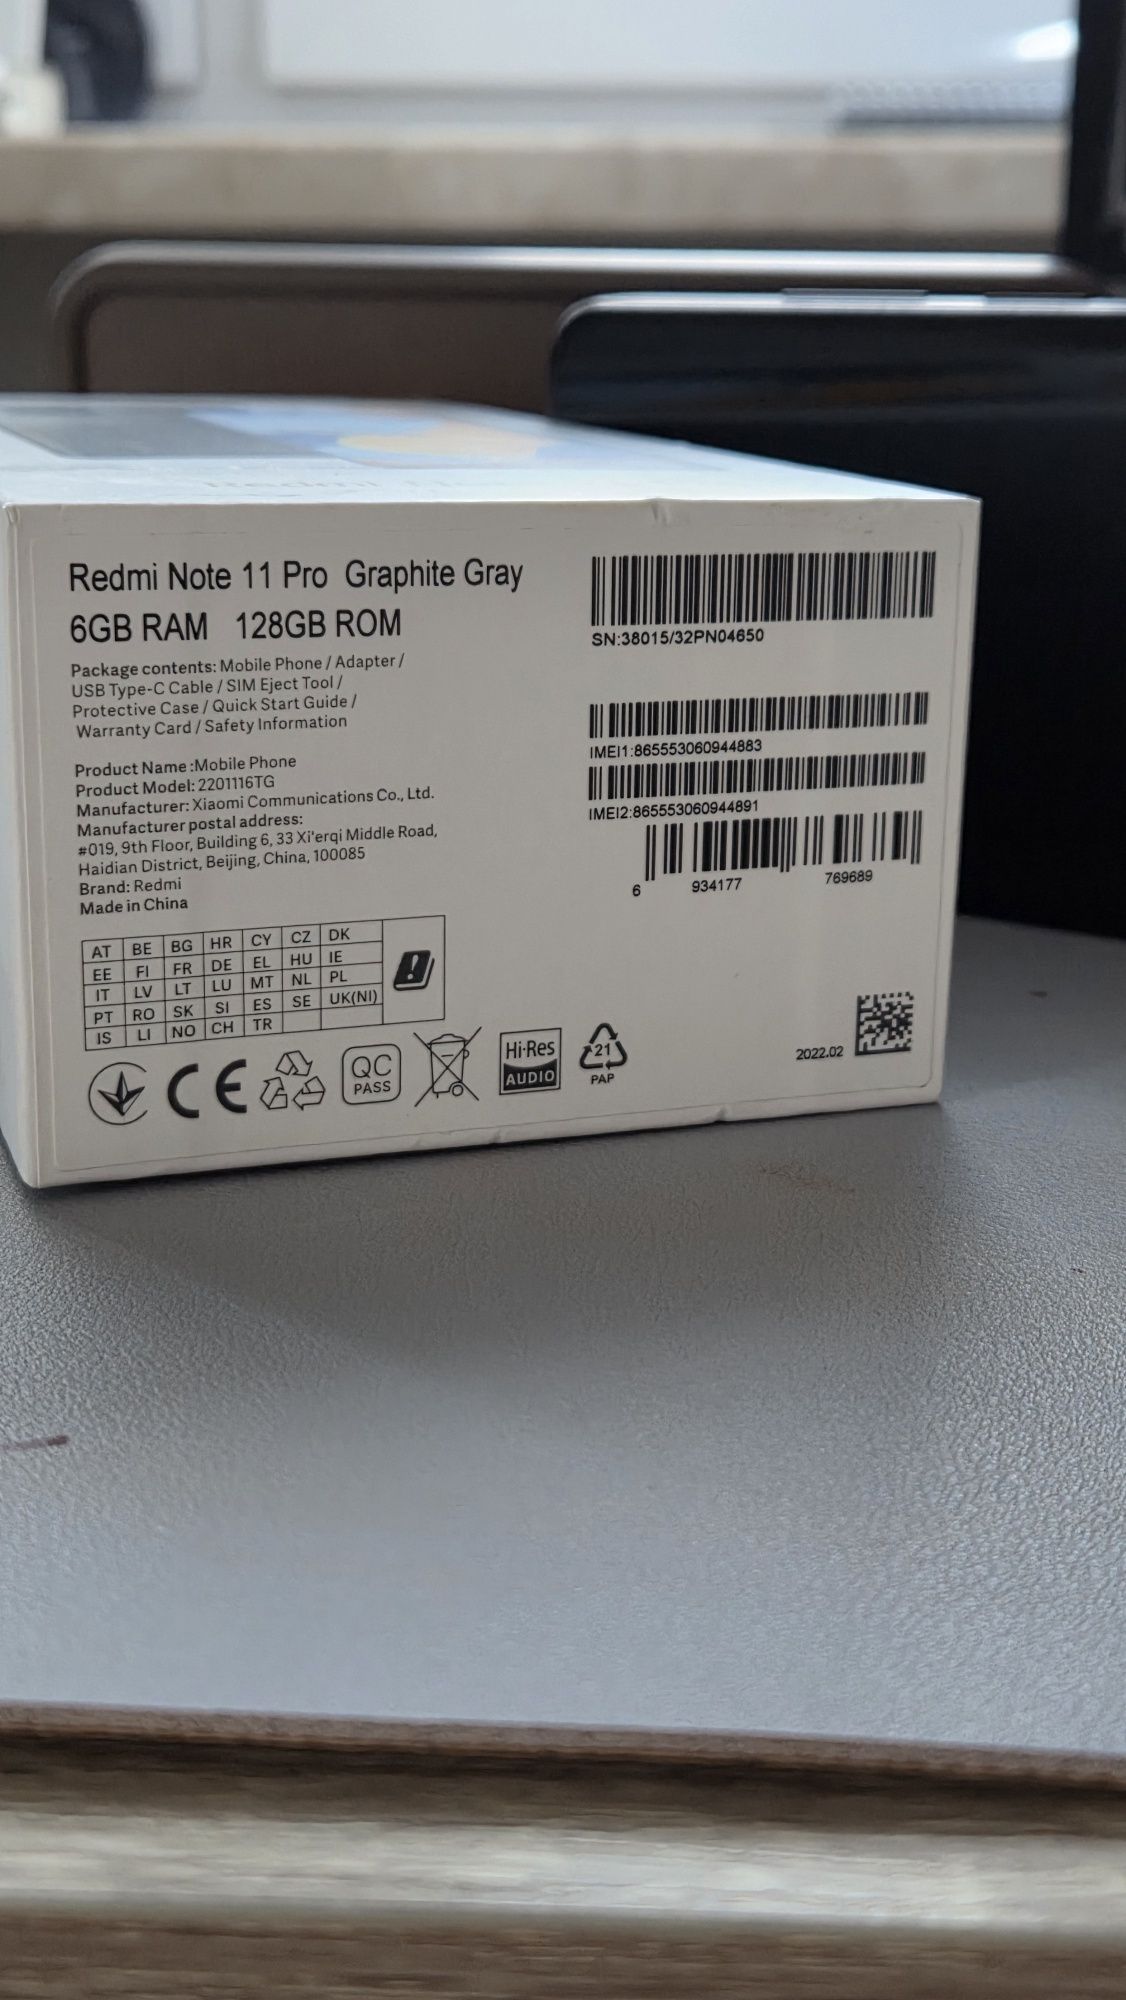 Redmi Note 11 Pro Graphite Gray
6GB RAM 128GB ROM
Package contents: Mobile Phone / Adapter /
USB Type-C Cable / SIM Eject Tool /
Protective Case / Quick Start Guide /
Warranty Card / Safety Information
Product Name :Mobile Phone
Product Model: 2201116TG
Manufacturer: Xiaomi Communications Co., Ltd.
Manufacturer postal address:
#019, 9th Floor, Building 6, 33 Xi'erqi Middle Road,
Haidian District, Beijing, China, 100085
Brand: Redmi
Made in China
AT BE BG HR CY CZ DK
EE FI FR DE EL HU IE
IT LV LT LU MT NL PL
PT RO SK SI ES SE UK(NI)
IS LI NO CH TR
CE
QC
PASS
Hi-Res
AUDIO
21
PAP
SN:38015/32PN04650
IMEI1:865553060944883
IMEI2:865553060944891
6 934177 769689
2022.02